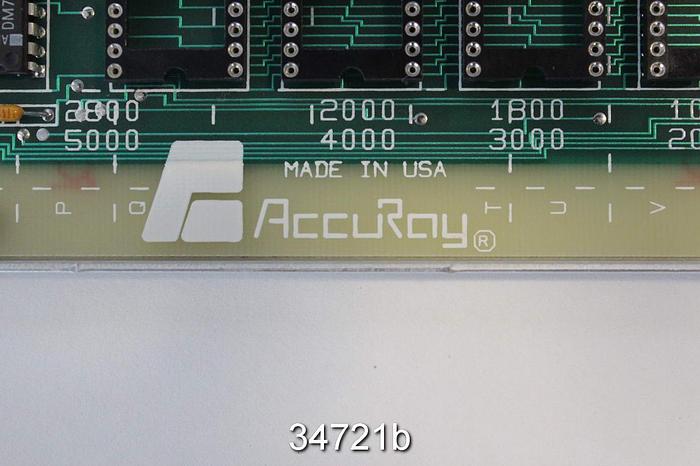 DM7
2800 2000 1800 10
5000 4000 3000 20
MADE IN USA
P Q T U V
AccuRay ®
34721b